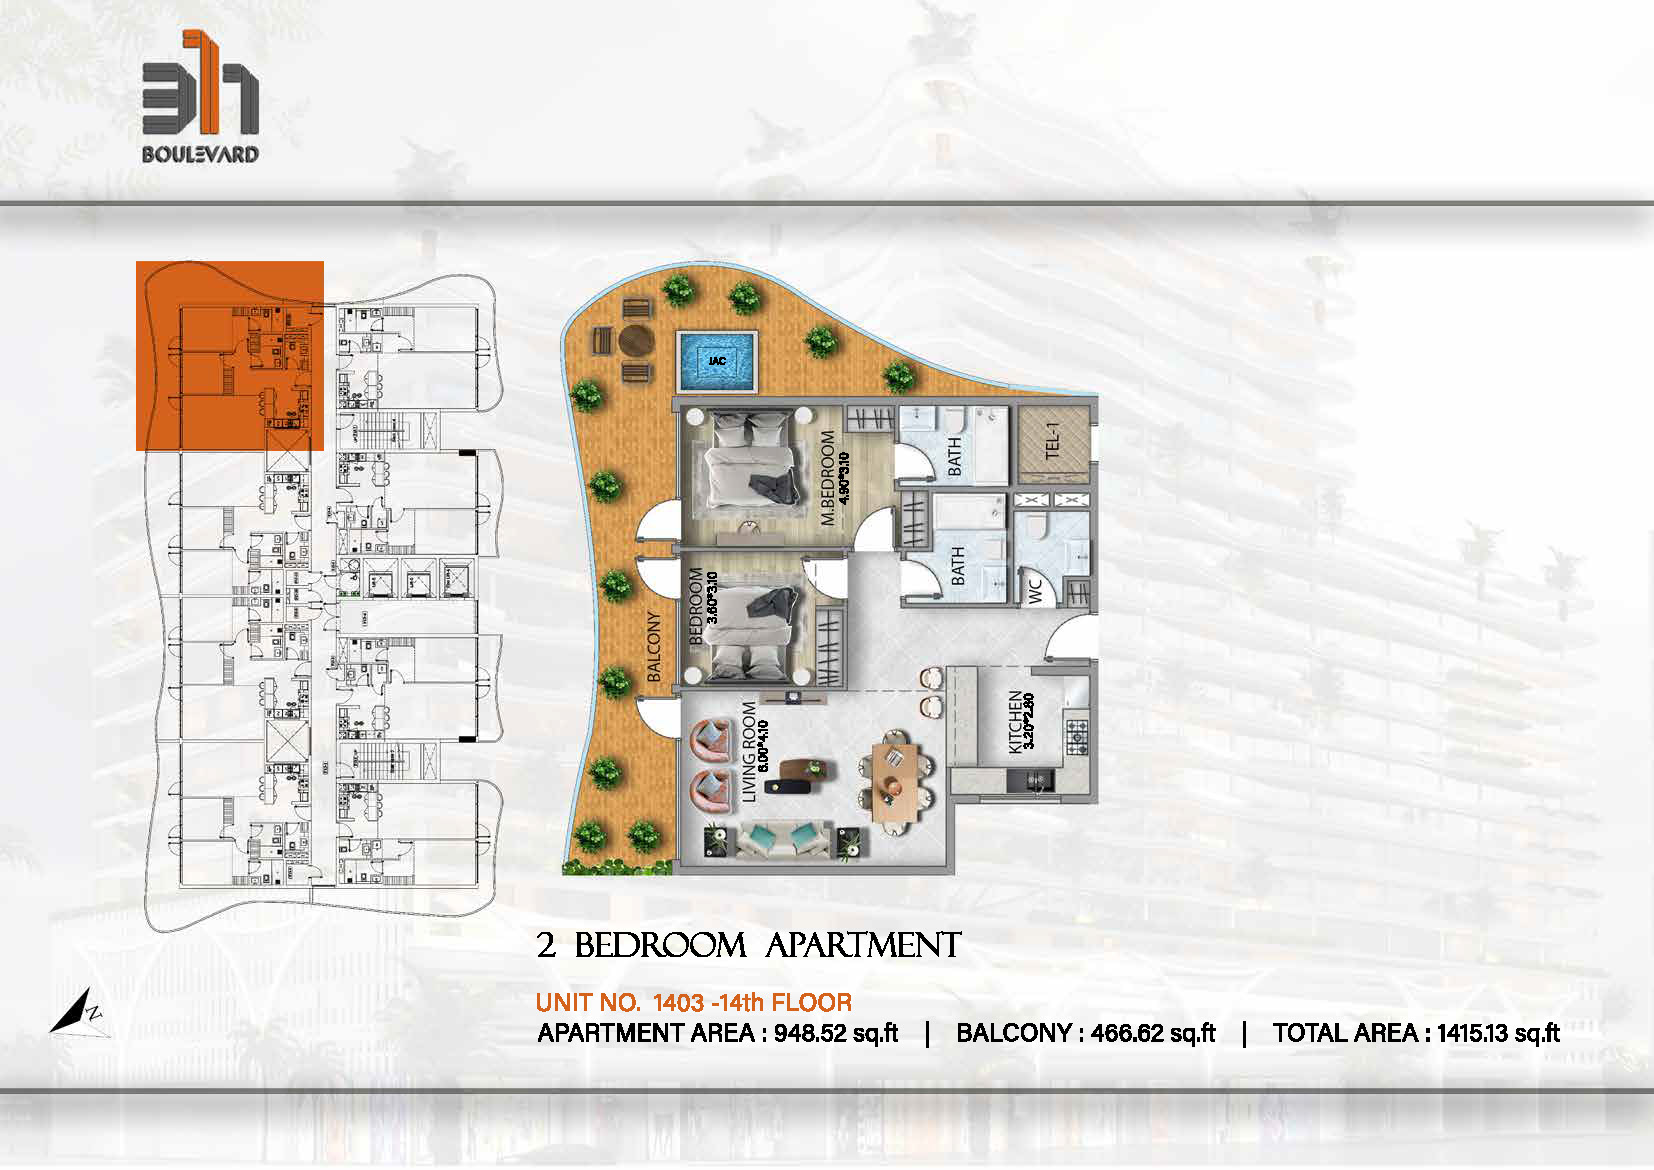 BOULEVARD
JAC
M.BEDROOM
4.90*3.10
BATH
TEL-1
BATH
WC
BEDROOM
3.60*3.10
BALCONY
LIVING ROOM
6.00*4.10
KITCHEN
3.20*2.80
2 BEDROOM APARTMENT
N
UNIT NO. 1403 -14th FLOOR
APARTMENT AREA : 948.52 sq.ft | BALCONY : 466.62 sq.ft | TOTAL AREA : 1415.13 sq.ft